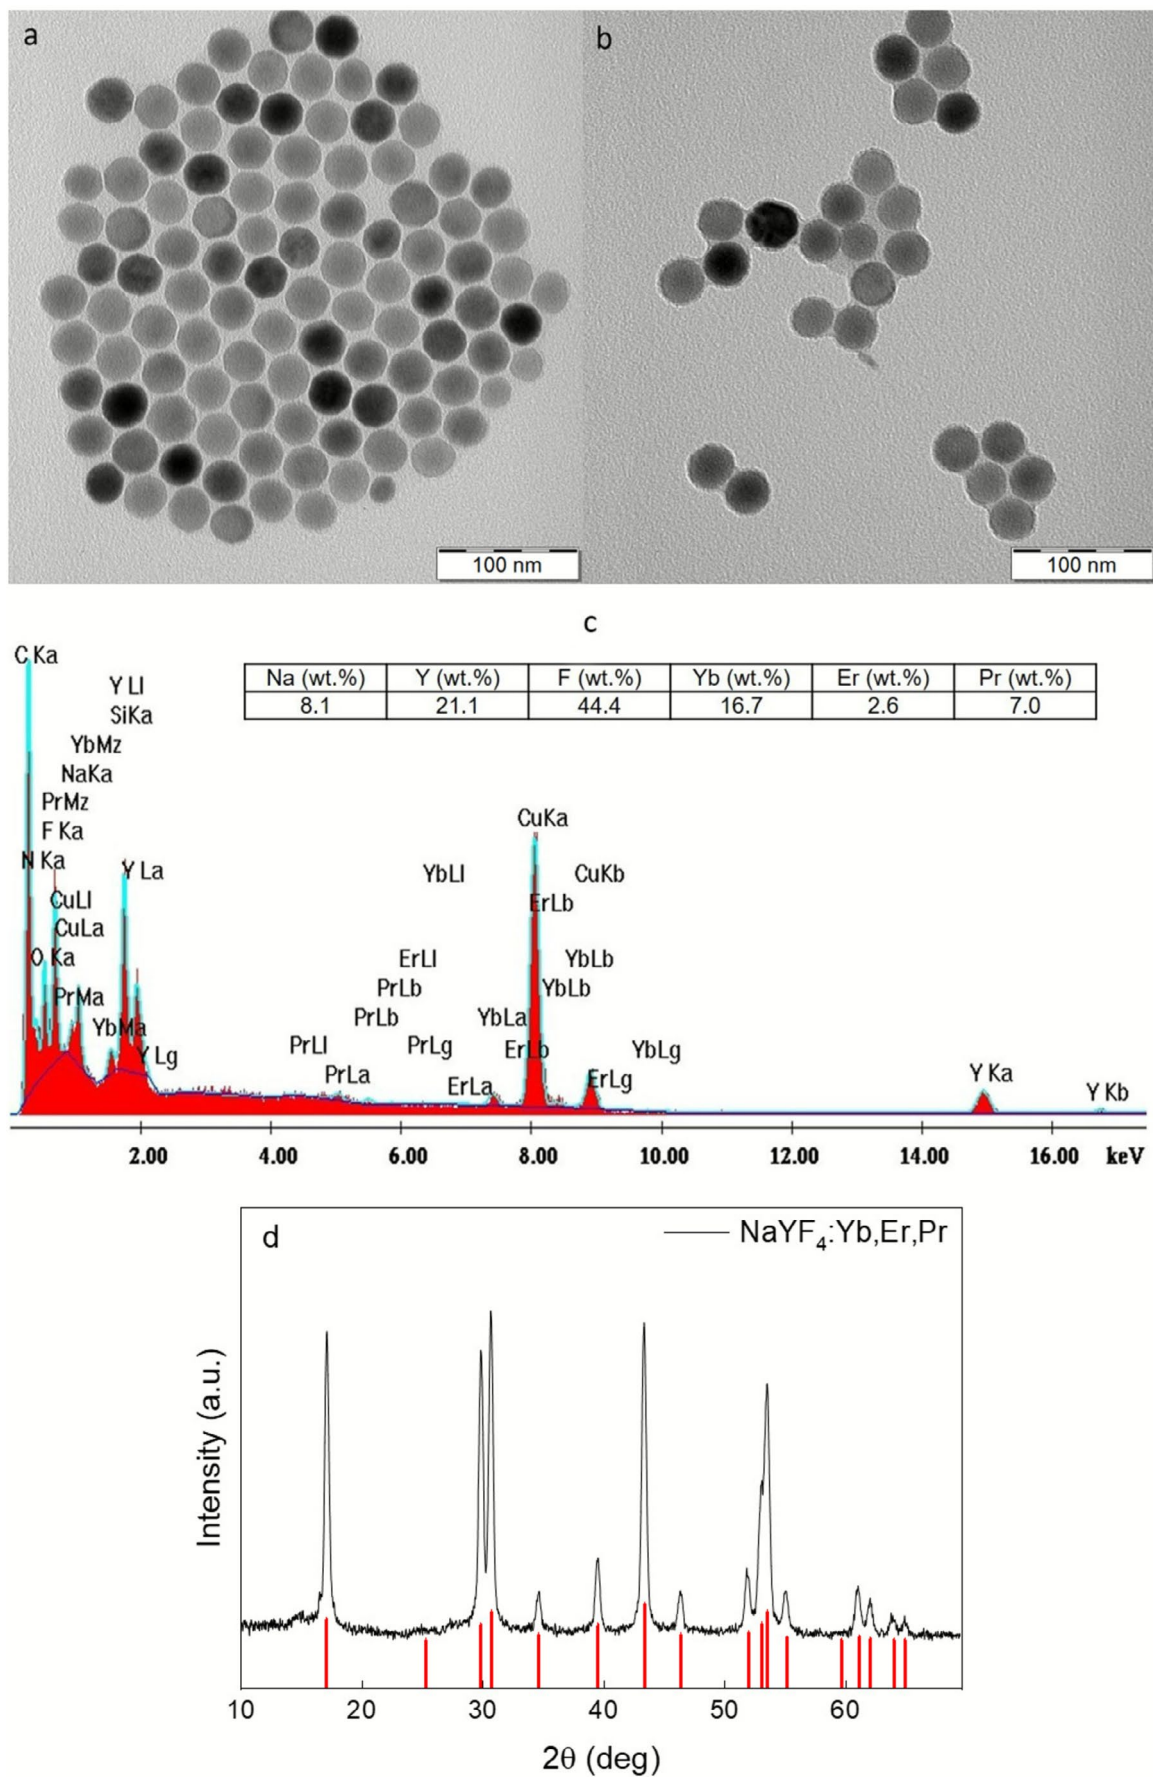 a
b
100 nm
100 nm
c
C Ka
Y Ll
SiKa
YbMz
NaKa
PrMz
F Ka
N Ka
Y La
CuLl
CuLa
O Ka
PrMa
YbMa
Y Lg
Na (wt.%) Y (wt.%) F (wt.%) Yb (wt.%) Er (wt.%) Pr (wt.%)
8.1 21.1 44.4 16.7 2.6 7.0
CuKa
YbLl
CuKb
ErLb
ErLl
YbLb
PrLb
YbLb
PrLb
YbLa
PrLl
PrLg
ErLb
YbLg
PrLa
ErLa
ErLg
Y Ka
Y Kb
2.00 4.00 6.00 8.00 10.00 12.00 14.00 16.00 keV
d
NaYF₄:Yb,Er,Pr
Intensity (a.u.)
10 20 30 40 50 60
2θ (deg)